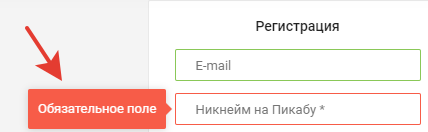 Регистрация
E-mail
Обязательное поле
Никнейм на Пикабу *